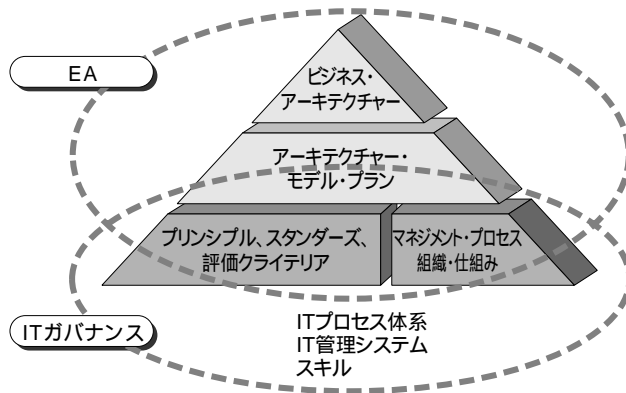 EA
ビジネス・
アーキテクチャー
アーキテクチャー・
モデル・プラン
プリンシプル、スタンダーズ、
評価クライテリア
マネジメント・プロセス
組織・仕組み
ITガバナンス
ITプロセス体系
IT管理システム
スキル